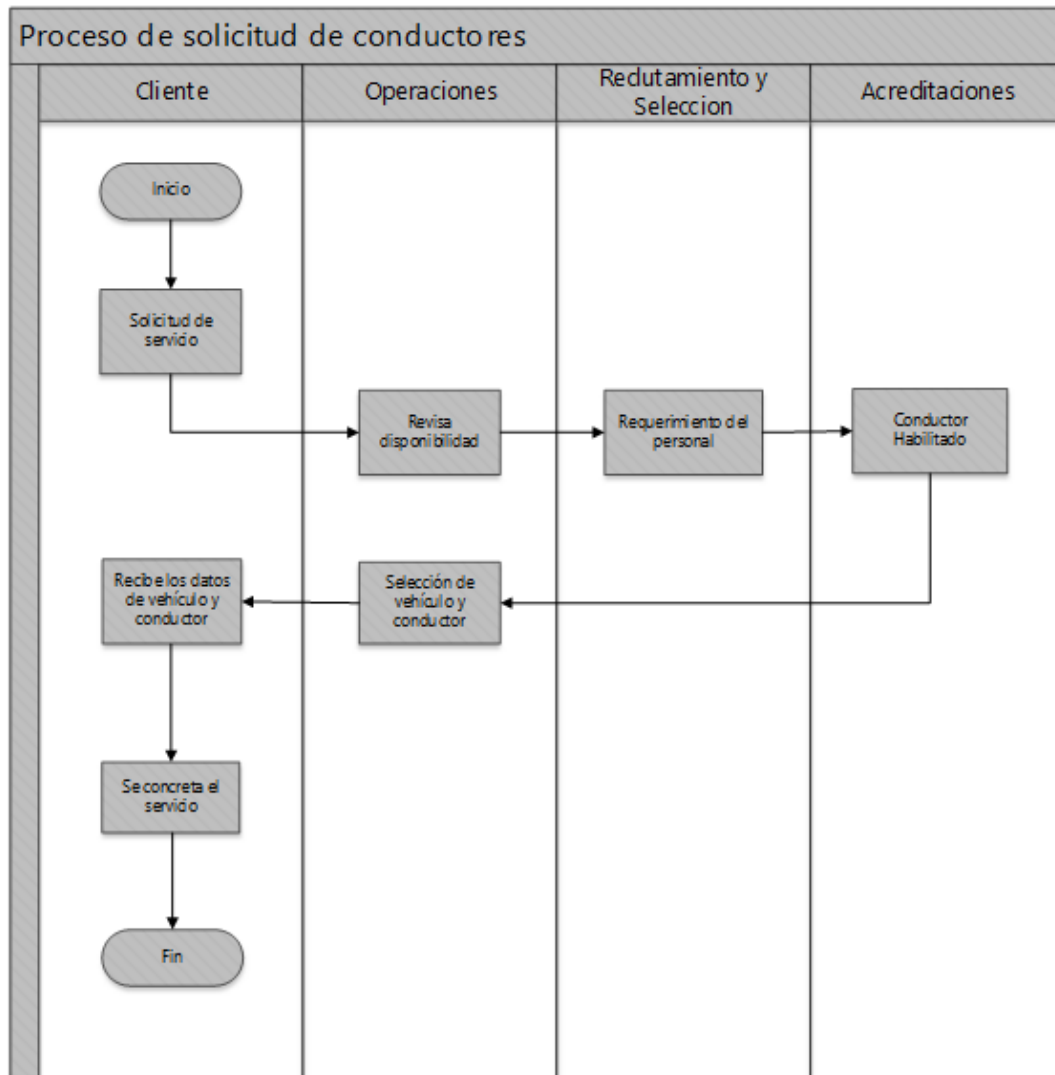 Proceso de solicitud de conductores
Cliente
Operaciones
Reclutamiento y
Seleccion
Acreditaciones
Inicio
Solicitud de
servicio
Revisa
disponibilidad
Requerimiento del
personal
Conductor
Habilitado
Recibe los datos
de vehículo y
conductor
Selección de
vehículo y
conductor
Se concreta el
servicio
Fin